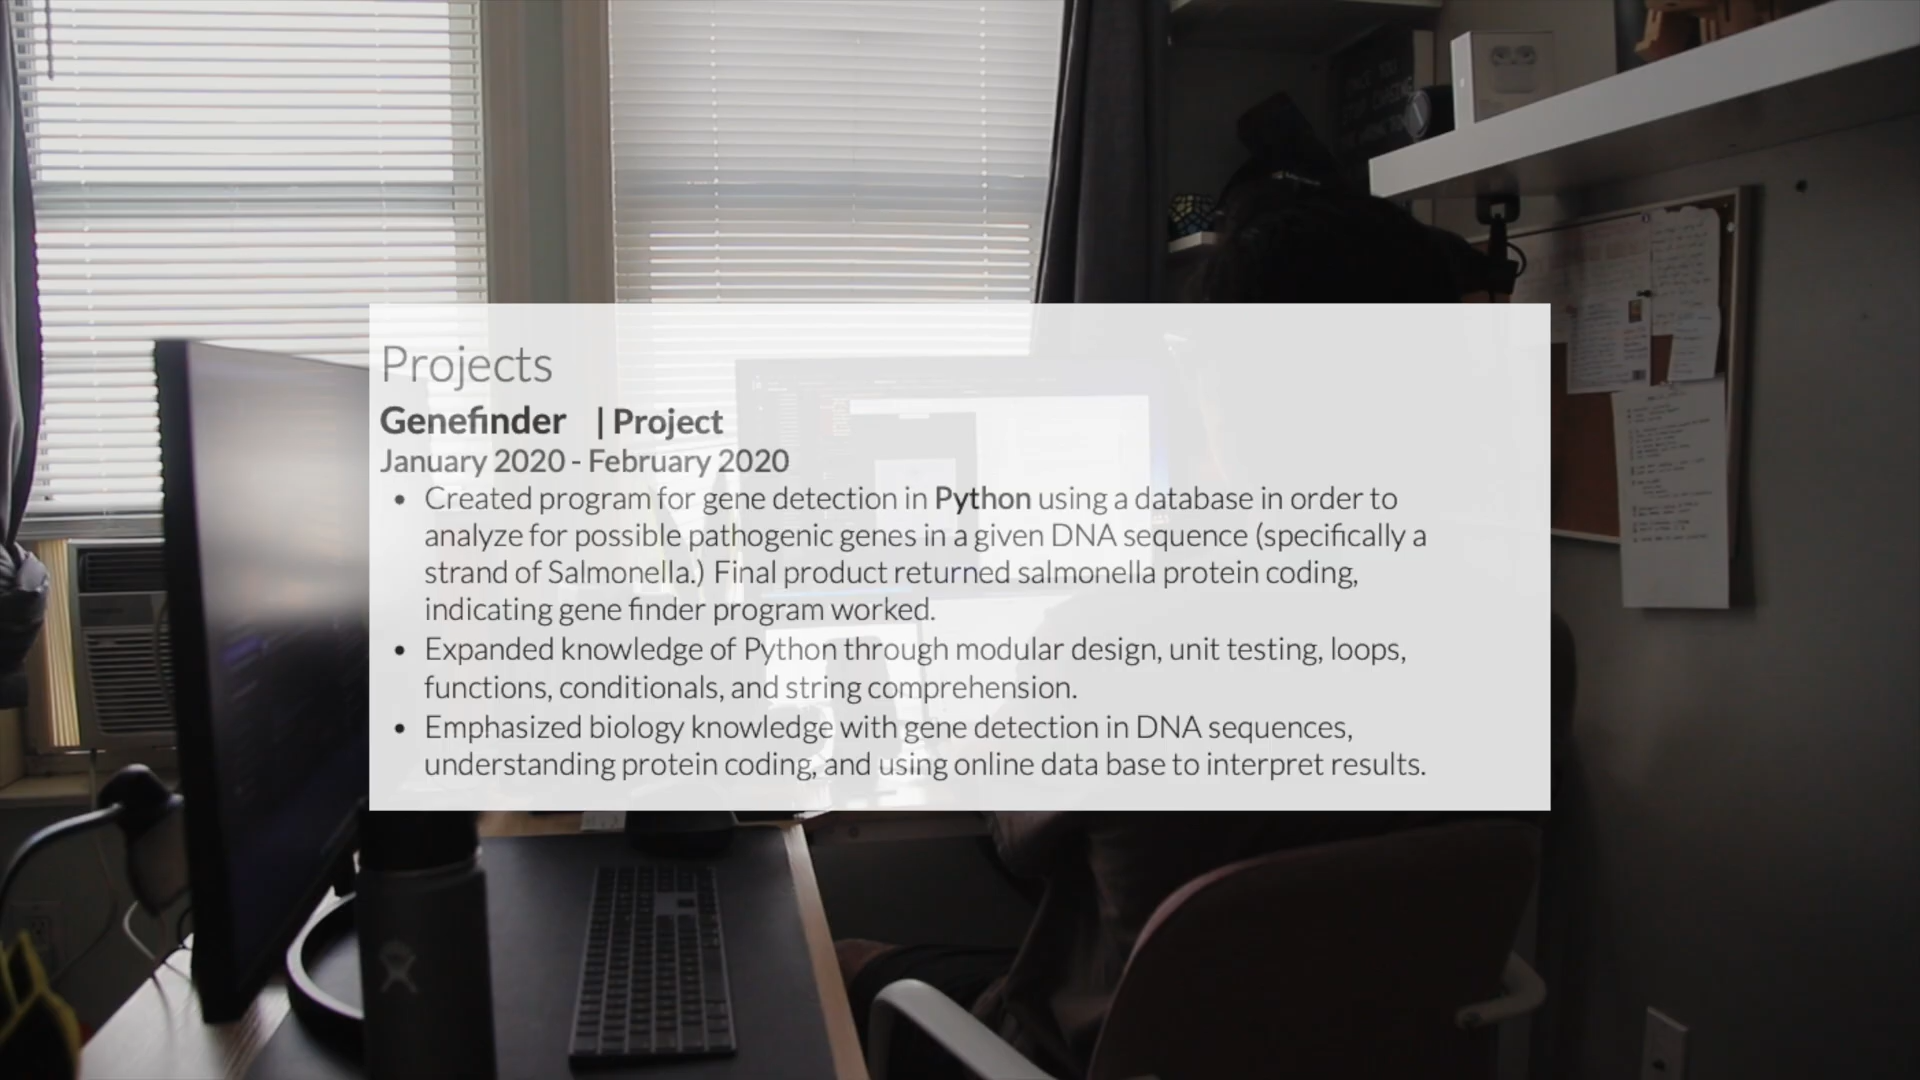 Projects
Genefinder | Project
January 2020 - February 2020
• Created program for gene detection in Python using a database in order to
analyze for possible pathogenic genes in a given DNA sequence (specifically a
strand of Salmonella.) Final product returned salmonella protein coding,
indicating gene finder program worked.
• Expanded knowledge of Python through modular design, unit testing, loops,
functions, conditionals, and string comprehension.
• Emphasized biology knowledge with gene detection in DNA sequences,
understanding protein coding, and using online data base to interpret results.